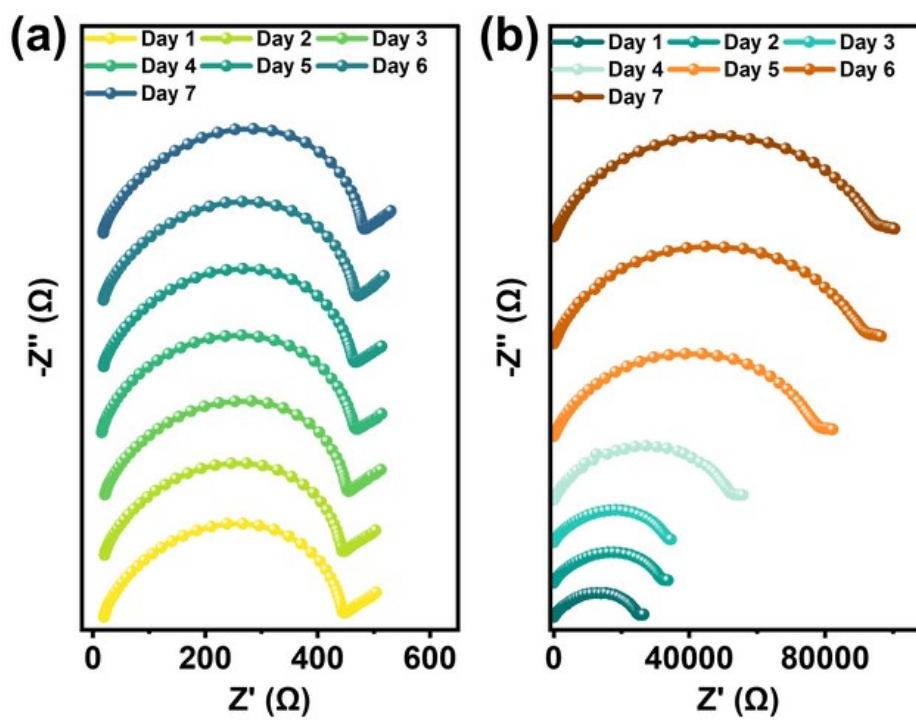 (a)
Day 1 Day 2 Day 3
Day 4 Day 5 Day 6
Day 7
-Z'' (Ω)
0 200 400 600
Z' (Ω)
(b)
Day 1 Day 2 Day 3
Day 4 Day 5 Day 6
Day 7
-Z'' (Ω)
0 40000 80000
Z' (Ω)